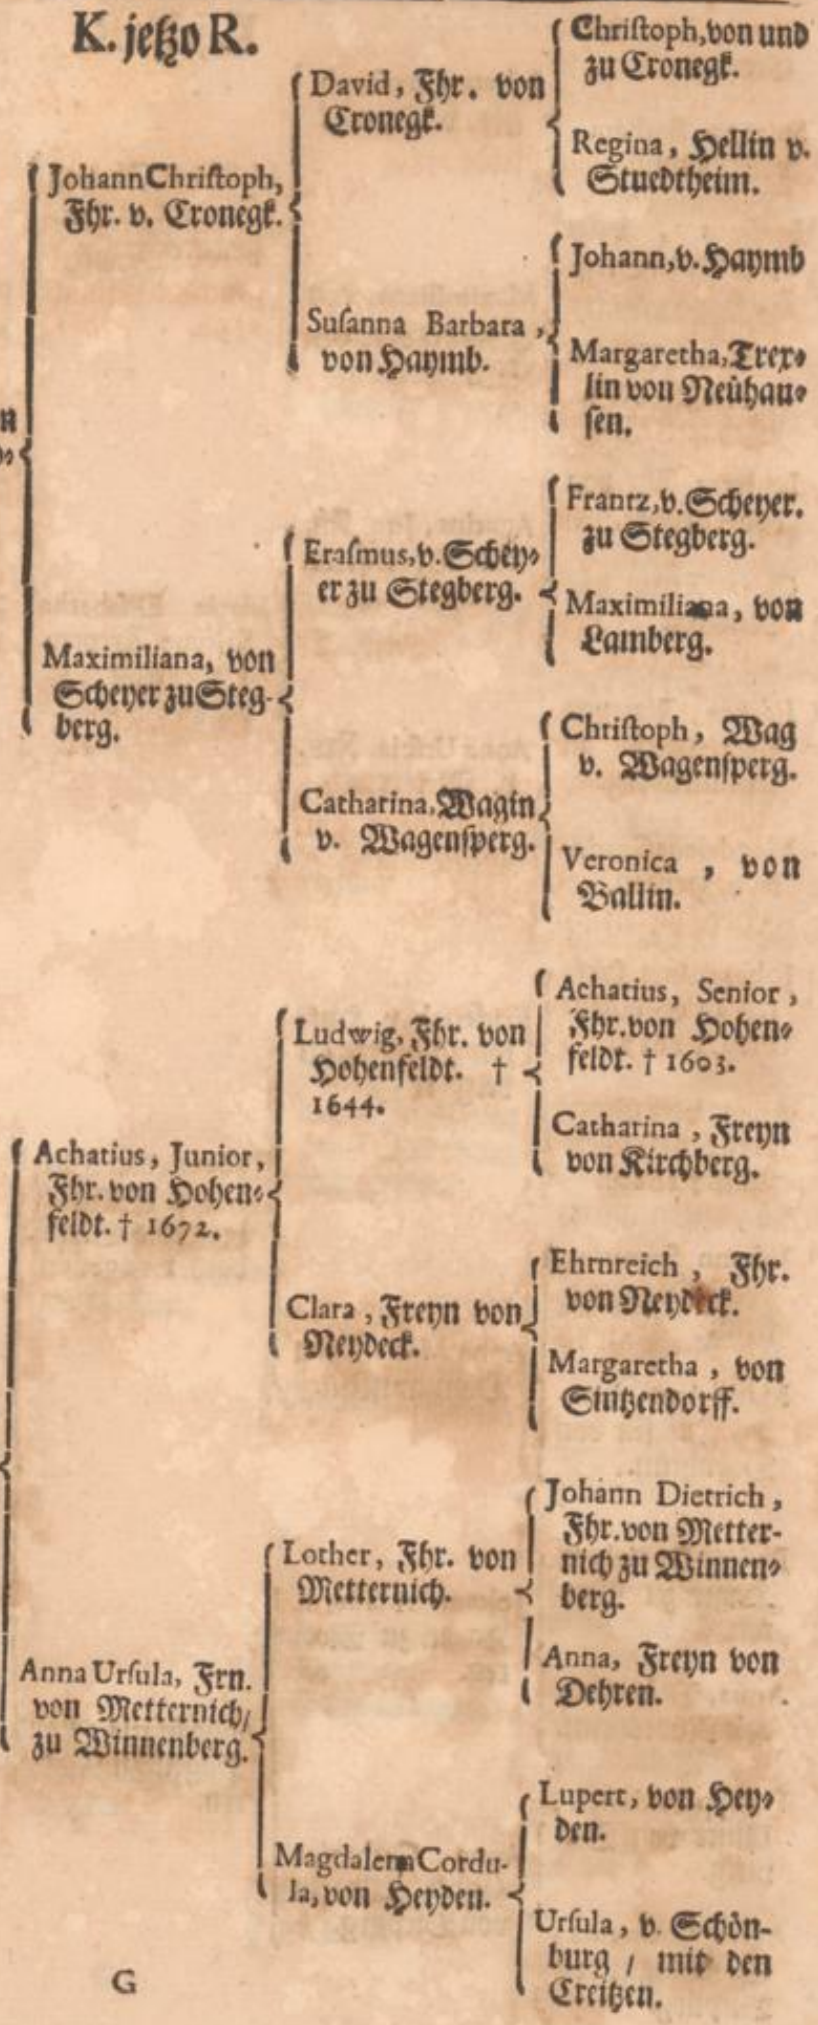 K. jetzo R.
Johann Christoph,
Fhr. v. Cronegk.
David, Fhr. von
Cronegk.
Christoph, von und
zu Cronegk.
Regina, Hellin v.
Stuedtheim.
Susanna Barbara,
von Haymb.
Johann, v. Haymb
Margaretha, Trex-
lin von Neühau-
sen.
Maximiliana, von
Scheyer zu Steg-
berg.
Erasmus, v. Schey-
er zu Stegberg.
Frantz, v. Scheyer.
zu Stegberg.
Maximiliana, von
Lamberg.
Catharina, Wagin
v. Wagensperg.
Christoph, Wag
v. Wagensperg.
Veronica, von
Ballin.
Achatius, Junior,
Fhr. von Hohen-
feldt. † 1672.
Ludwig, Fhr. von
Hohenfeldt. †
1644.
Achatius, Senior,
Fhr. von Hohen-
feldt. † 1603.
Catharina, Freyn
von Kirchberg.
Clara, Freyn von
Neydeck.
Ehrnreich, Fhr.
von Neydeck.
Margaretha, von
Sintzendorff.
Anna Ursula, Frn.
von Metternich/
zu Winnenberg.
Lother, Fhr. von
Metternich.
Johann Dietrich,
Fhr. von Metter-
nich zu Winnen-
berg.
Anna, Freyn von
Dehren.
Magdalena Cordu-
la, von Heyden.
Lupert, von Hey-
den.
Ursula, v. Schön-
burg / mit den
Creitzen.
G